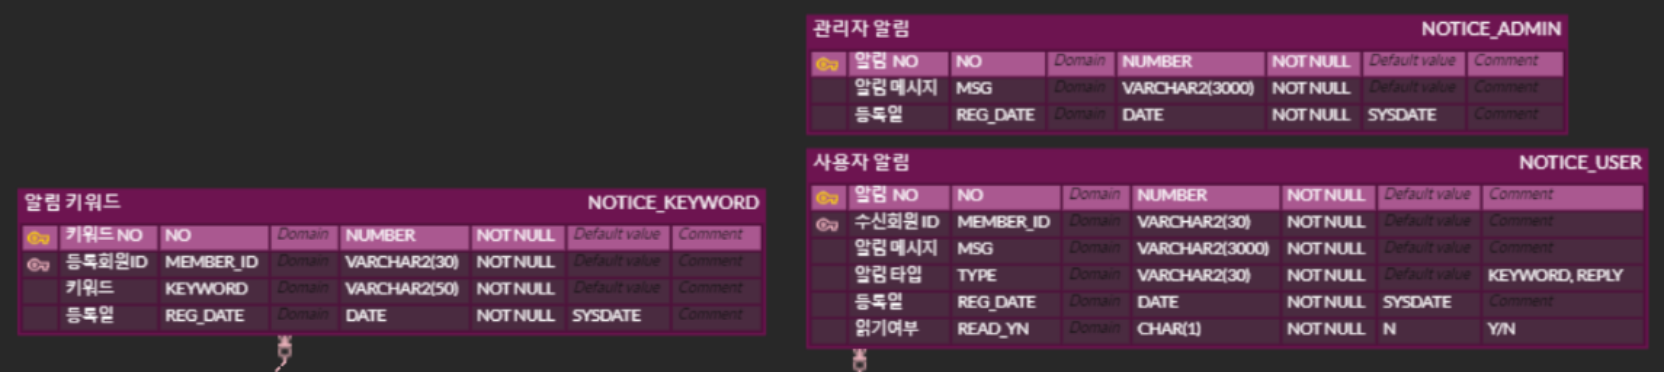 관리자 알림 NOTICE_ADMIN
알림 NO NO Domain NUMBER NOT NULL Default value Comment
알림 메시지 MSG Domain VARCHAR2(3000) NOT NULL Default value Comment
등록일 REG_DATE Domain DATE NOT NULL SYSDATE Comment
사용자 알림 NOTICE_USER
알림 NO NO Domain NUMBER NOT NULL Default value Comment
수신회원 ID MEMBER_ID Domain VARCHAR2(30) NOT NULL Default value Comment
알림 메시지 MSG Domain VARCHAR2(3000) NOT NULL Default value Comment
알림 타입 TYPE Domain VARCHAR2(30) NOT NULL Default value KEYWORD, REPLY
등록일 REG_DATE Domain DATE NOT NULL SYSDATE Comment
읽기여부 READ_YN Domain CHAR(1) NOT NULL N Y/N
알림 키워드 NOTICE_KEYWORD
키워드 NO NO Domain NUMBER NOT NULL Default value Comment
등록회원ID MEMBER_ID Domain VARCHAR2(30) NOT NULL Default value Comment
키워드 KEYWORD Domain VARCHAR2(50) NOT NULL Default value Comment
등록일 REG_DATE Domain DATE NOT NULL SYSDATE Comment